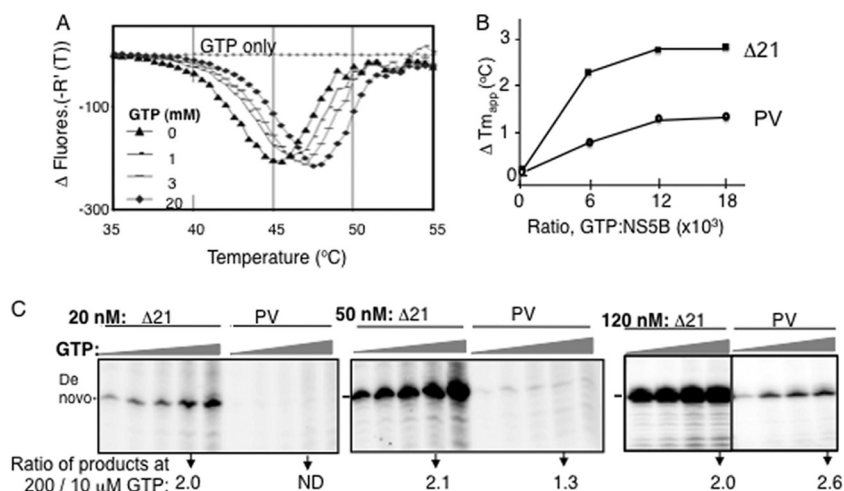 A
GTP only
Δ Fluores.(-R' (T))
-100
-300
GTP (mM)
0
1
3
20
35 40 45 50 55
Temperature (°C)
B
Δ Tm app (°C)
3
2
1
0
Δ21
PV
0 6 12 18
Ratio, GTP:NS5B (x10³)
C
20 nM: Δ21 PV 50 nM: Δ21 PV 120 nM: Δ21 PV
GTP:
De
novo-
Ratio of products at
200 / 10 μM GTP: 2.0 ND 2.1 1.3 2.0 2.6